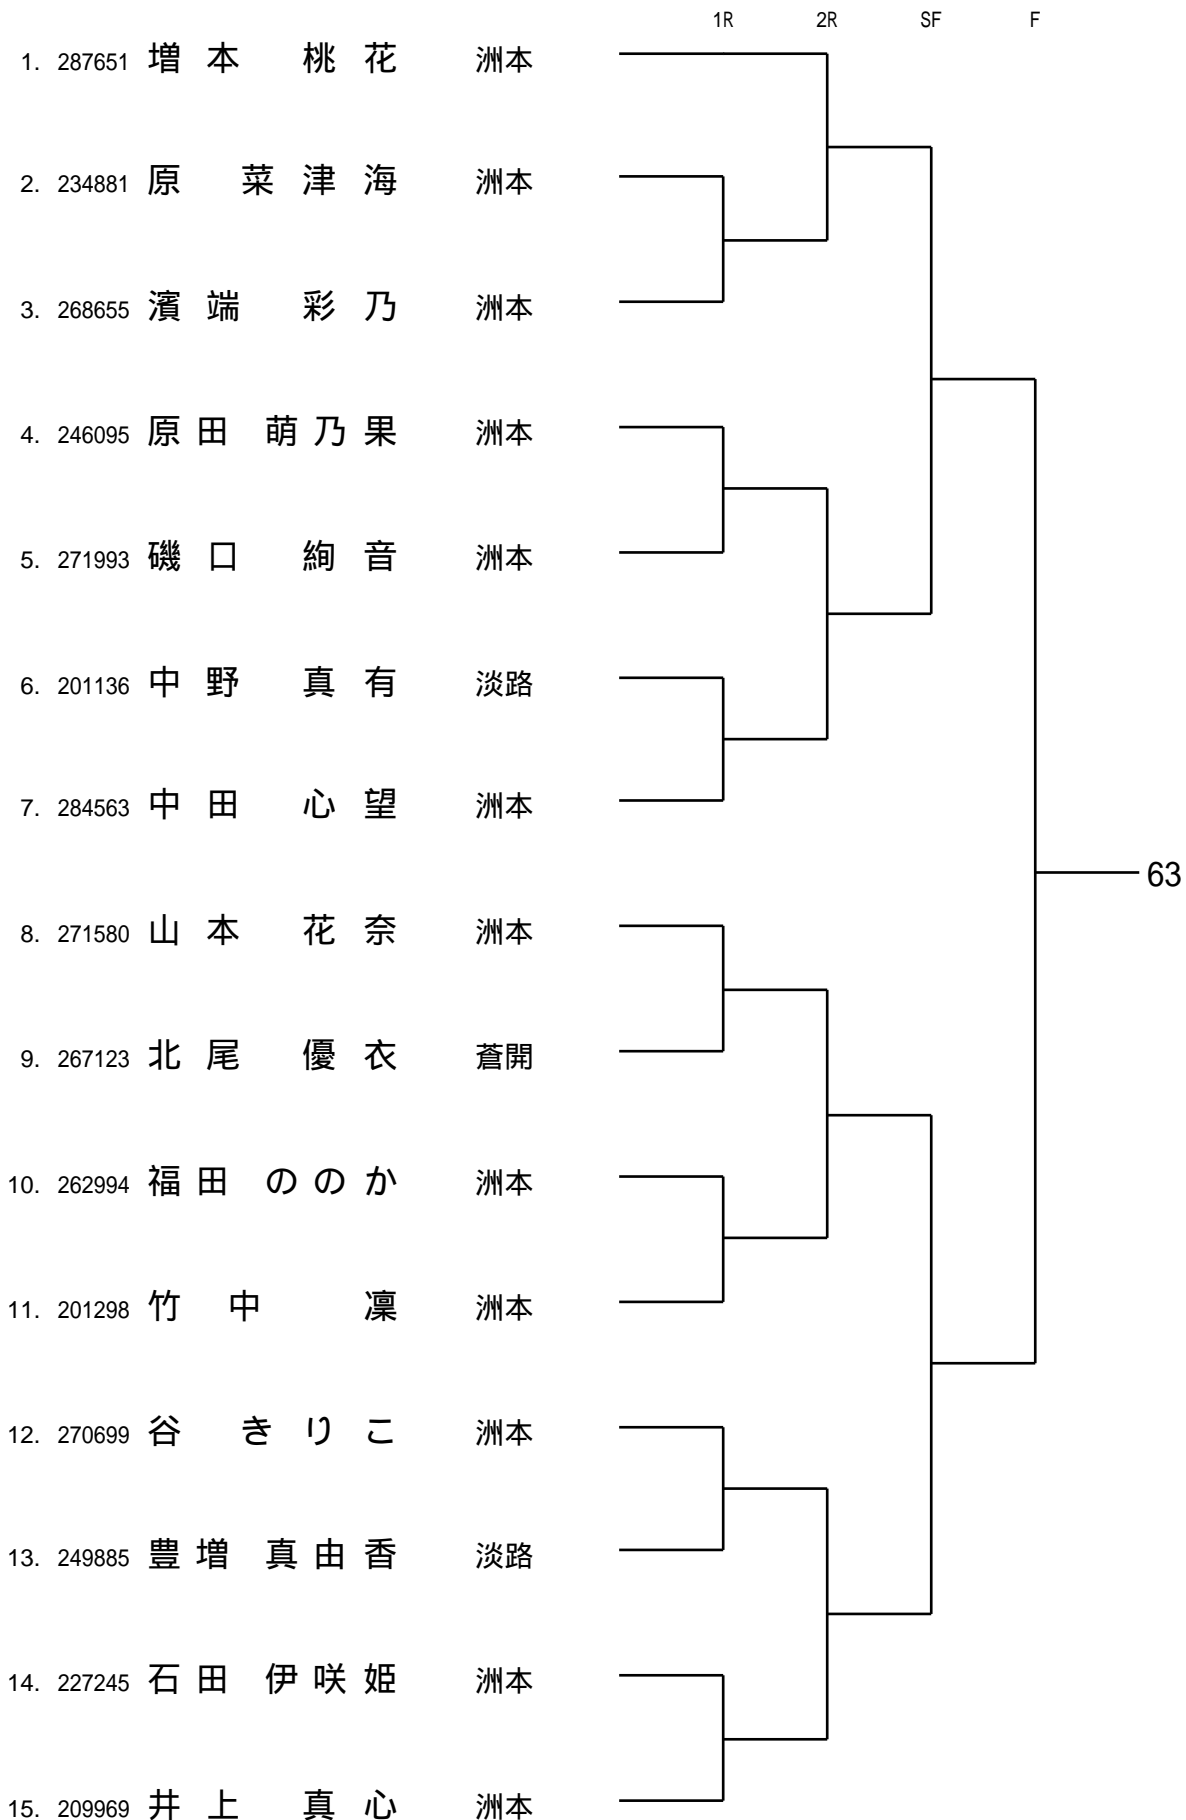 1R 2R SF F
1. 287651 増本 桃花 洲本
2. 234881 原 菜津海 洲本
3. 268655 濱端 彩乃 洲本
4. 246095 原田 萌乃果 洲本
5. 271993 磯口 絢音 洲本
6. 201136 中野 真有 淡路
7. 284563 中田 心望 洲本
63
8. 271580 山本 花奈 洲本
9. 267123 北尾 優衣 蒼開
10. 262994 福田 ののか 洲本
11. 201298 竹中 凜 洲本
12. 270699 谷 きりこ 洲本
13. 249885 豊増 真由香 淡路
14. 227245 石田 伊咲姫 洲本
15. 209969 井上 真心 洲本